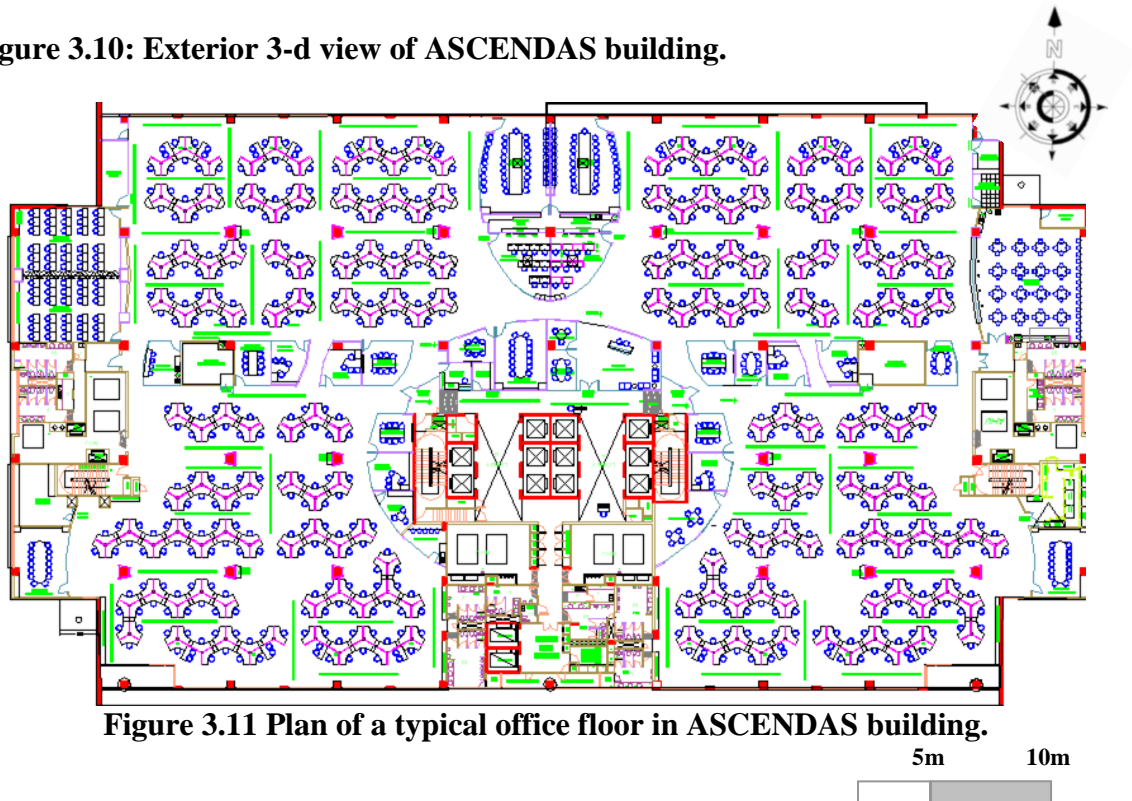 gure 3.10: Exterior 3-d view of ASCENDAS building.
N
Figure 3.11 Plan of a typical office floor in ASCENDAS building.
5m 10m